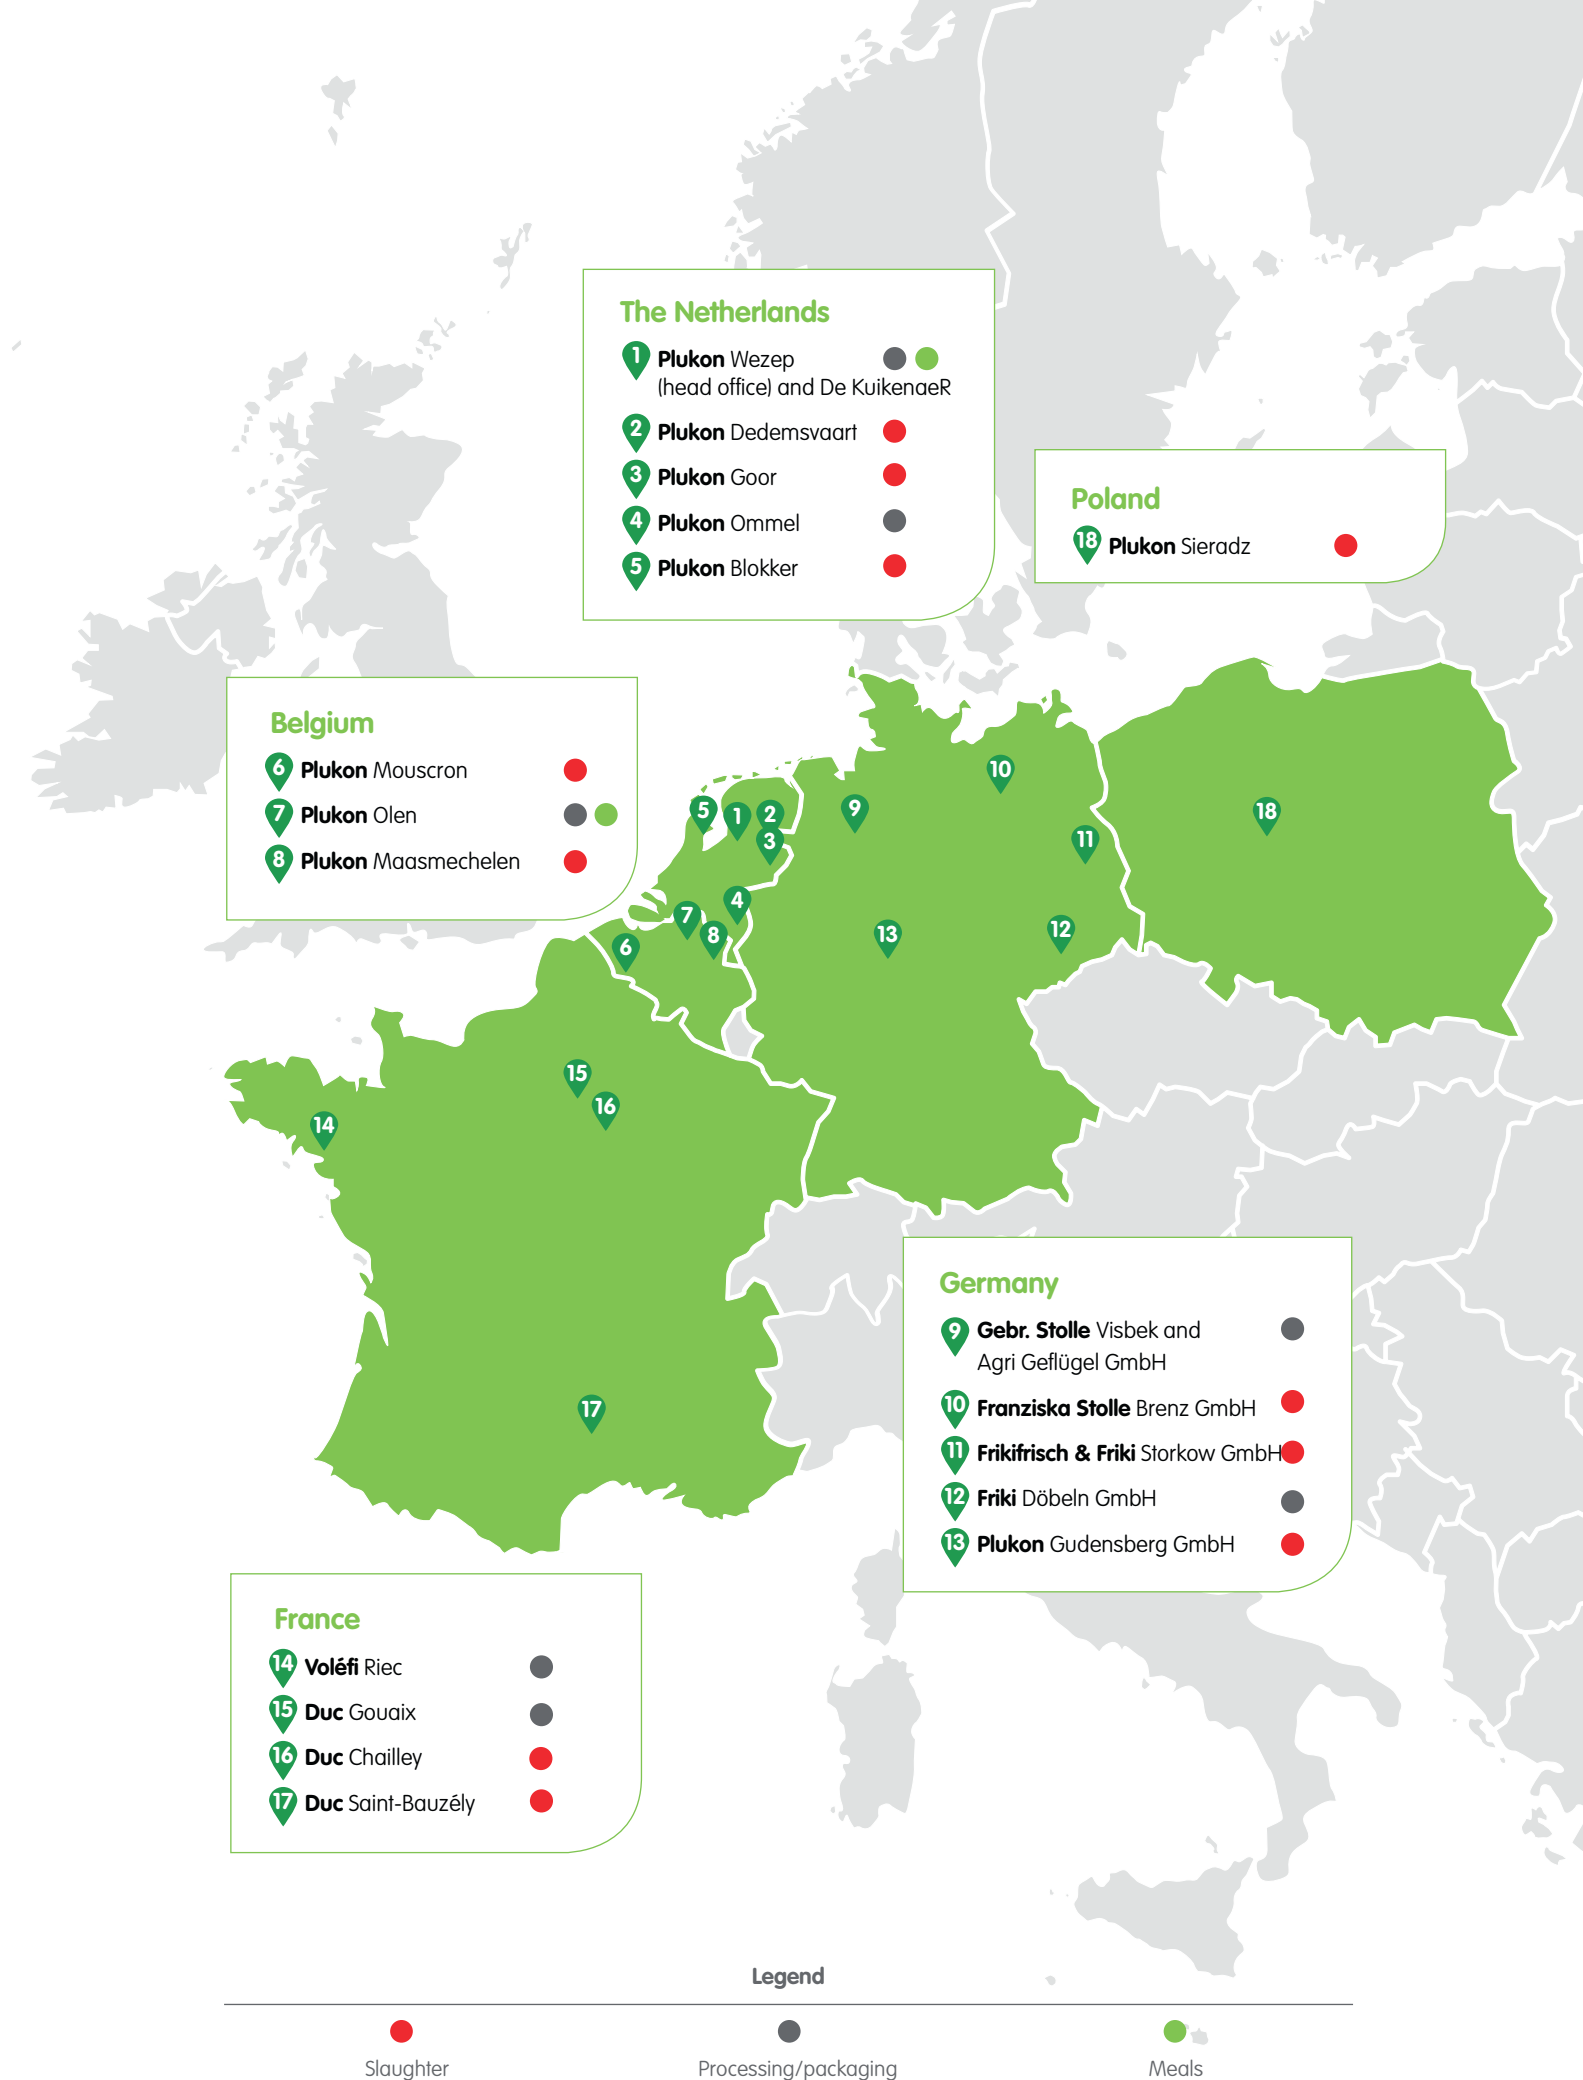 The Netherlands
1 Plukon Wezep
(head office) and De KuikenaeR
2 Plukon Dedemsvaart
3 Plukon Goor
4 Plukon Ommel
5 Plukon Blokker
Poland
18 Plukon Sieradz
Belgium
6 Plukon Mouscron
7 Plukon Olen
8 Plukon Maasmechelen
10
5
1
2
9
18
3
11
4
7
8
6
13
12
15
16
14
17
Germany
9 Gebr. Stolle Visbek and
Agri Geflügel GmbH
10 Franziska Stolle Brenz GmbH
11 Frikifrisch & Friki Storkow GmbH
12 Friki Döbeln GmbH
13 Plukon Gudensberg GmbH
France
14 Voléfi Riec
15 Duc Gouaix
16 Duc Chailley
17 Duc Saint-Bauzély
Legend
Slaughter
Processing/packaging
Meals